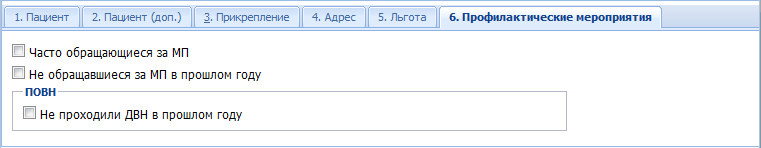 1. Пациент 2. Пациент (доп.) 3. Прикрепление 4. Адрес 5. Льгота 6. Профилактические мероприятия
Часто обращающиеся за МП
Не обращавшиеся за МП в прошлом году
ПОВН
Не проходили ДВН в прошлом году